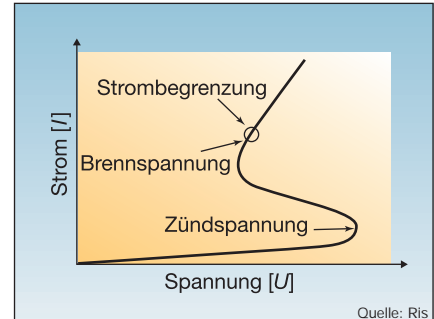 Strombegrenzung
Strom [I]
Brennspannung
Zündspannung
Spannung [U]
Quelle: Ris